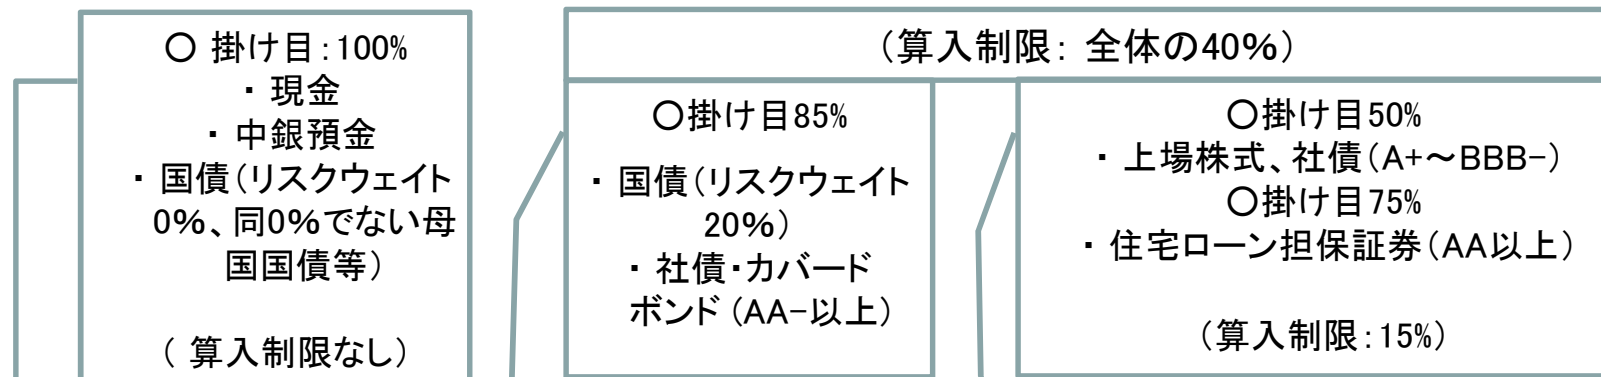 ○ 掛け目:100%
・ 現金
・ 中銀預金
・ 国債(リスクウェイト
0%、同0%でない母
国国債等)
( 算入制限なし)
(算入制限: 全体の40%)
○掛け目85%
・ 国債(リスクウェイト
20%)
・ 社債・カバード
ボンド (AA-以上)
○掛け目50%
・ 上場株式、社債(A+~BBB-)
○掛け目75%
・ 住宅ローン担保証券(AA以上)
(算入制限:15%)